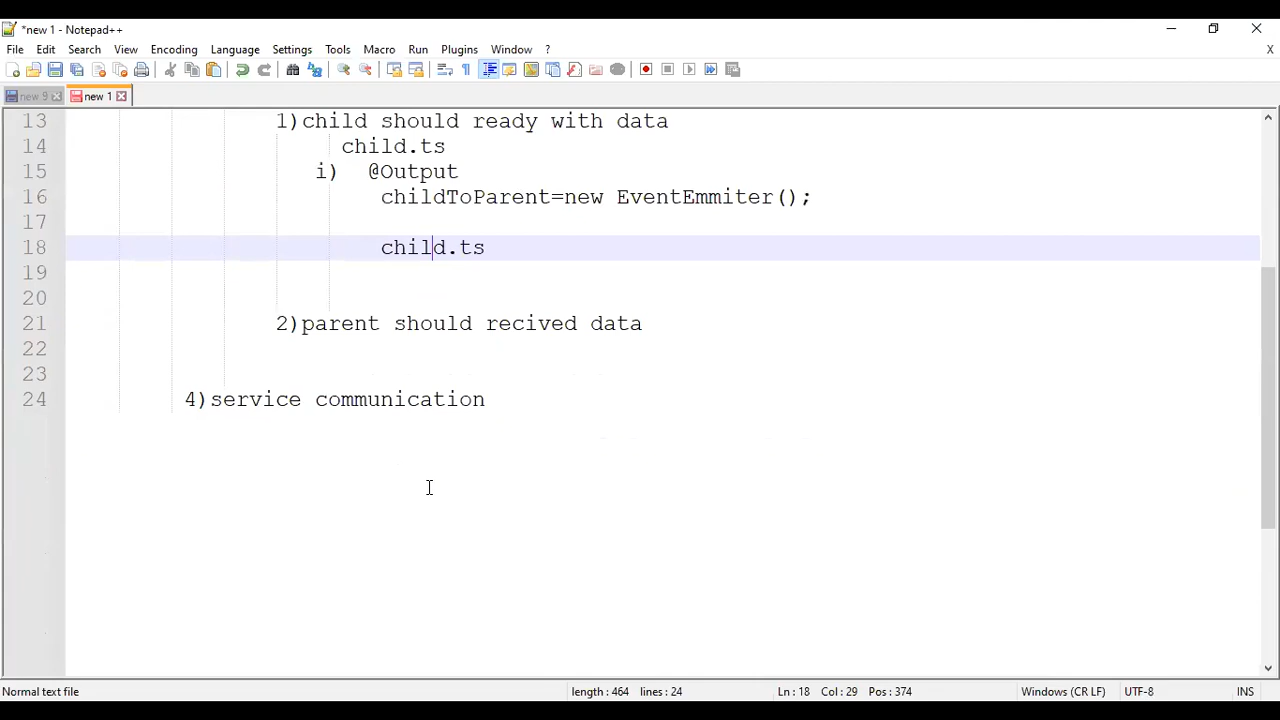 *new 1 - Notepad++
File Edit Search View Encoding Language Settings Tools Macro Run Plugins Window ? X
new 9 new 1
13 1)child should ready with data
14 child.ts
15 i) @Output
16 childToParent=new EventEmmiter();
17
18 child.ts
19
20
21 2)parent should recived data
22
23
24 4)service communication
Normal text file length : 464 lines : 24 Ln : 18 Col : 29 Pos : 374 Windows (CR LF) UTF-8 INS